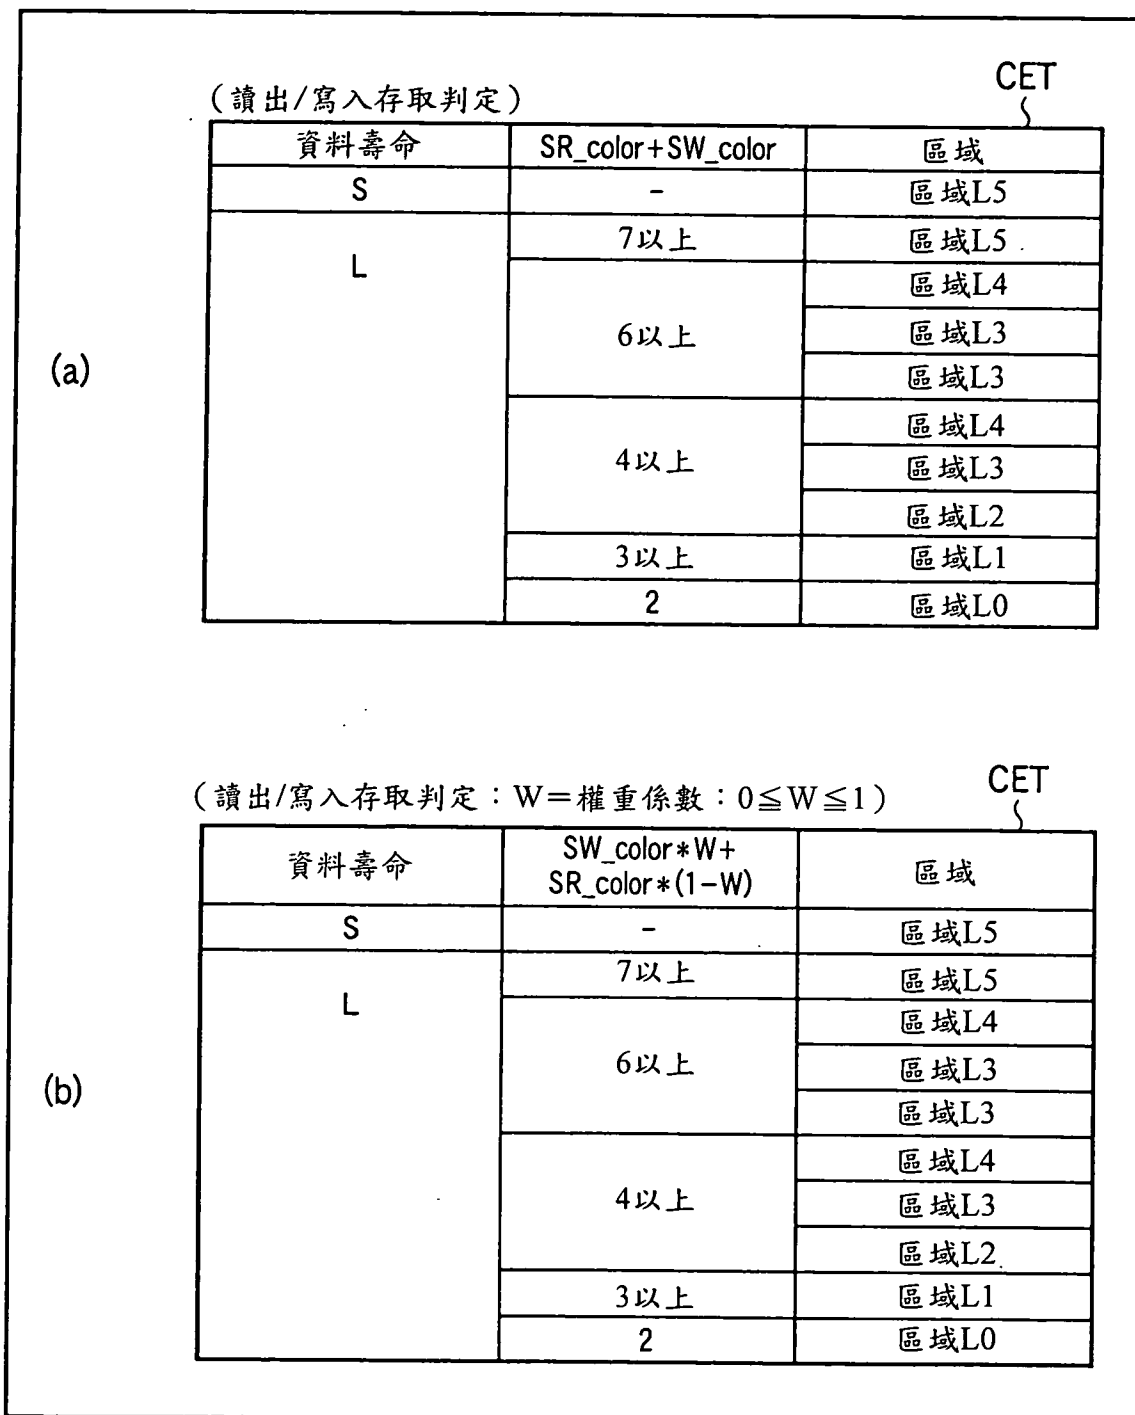 (a)
CET
(讀出/寫入存取判定)
資料壽命 SR_color+SW_color 區域
S - 區域L5
L 7以上 區域L5
6以上 區域L4
區域L3
區域L3
4以上 區域L4
區域L3
區域L2
3以上 區域L1
2 區域L0
(b)
CET
(讀出/寫入存取判定:W=權重係數:0≦W≦1)
資料壽命 SW_color*W+
SR_color*(1-W) 區域
S - 區域L5
L 7以上 區域L5
6以上 區域L4
區域L3
區域L3
4以上 區域L4
區域L3
區域L2
3以上 區域L1
2 區域L0